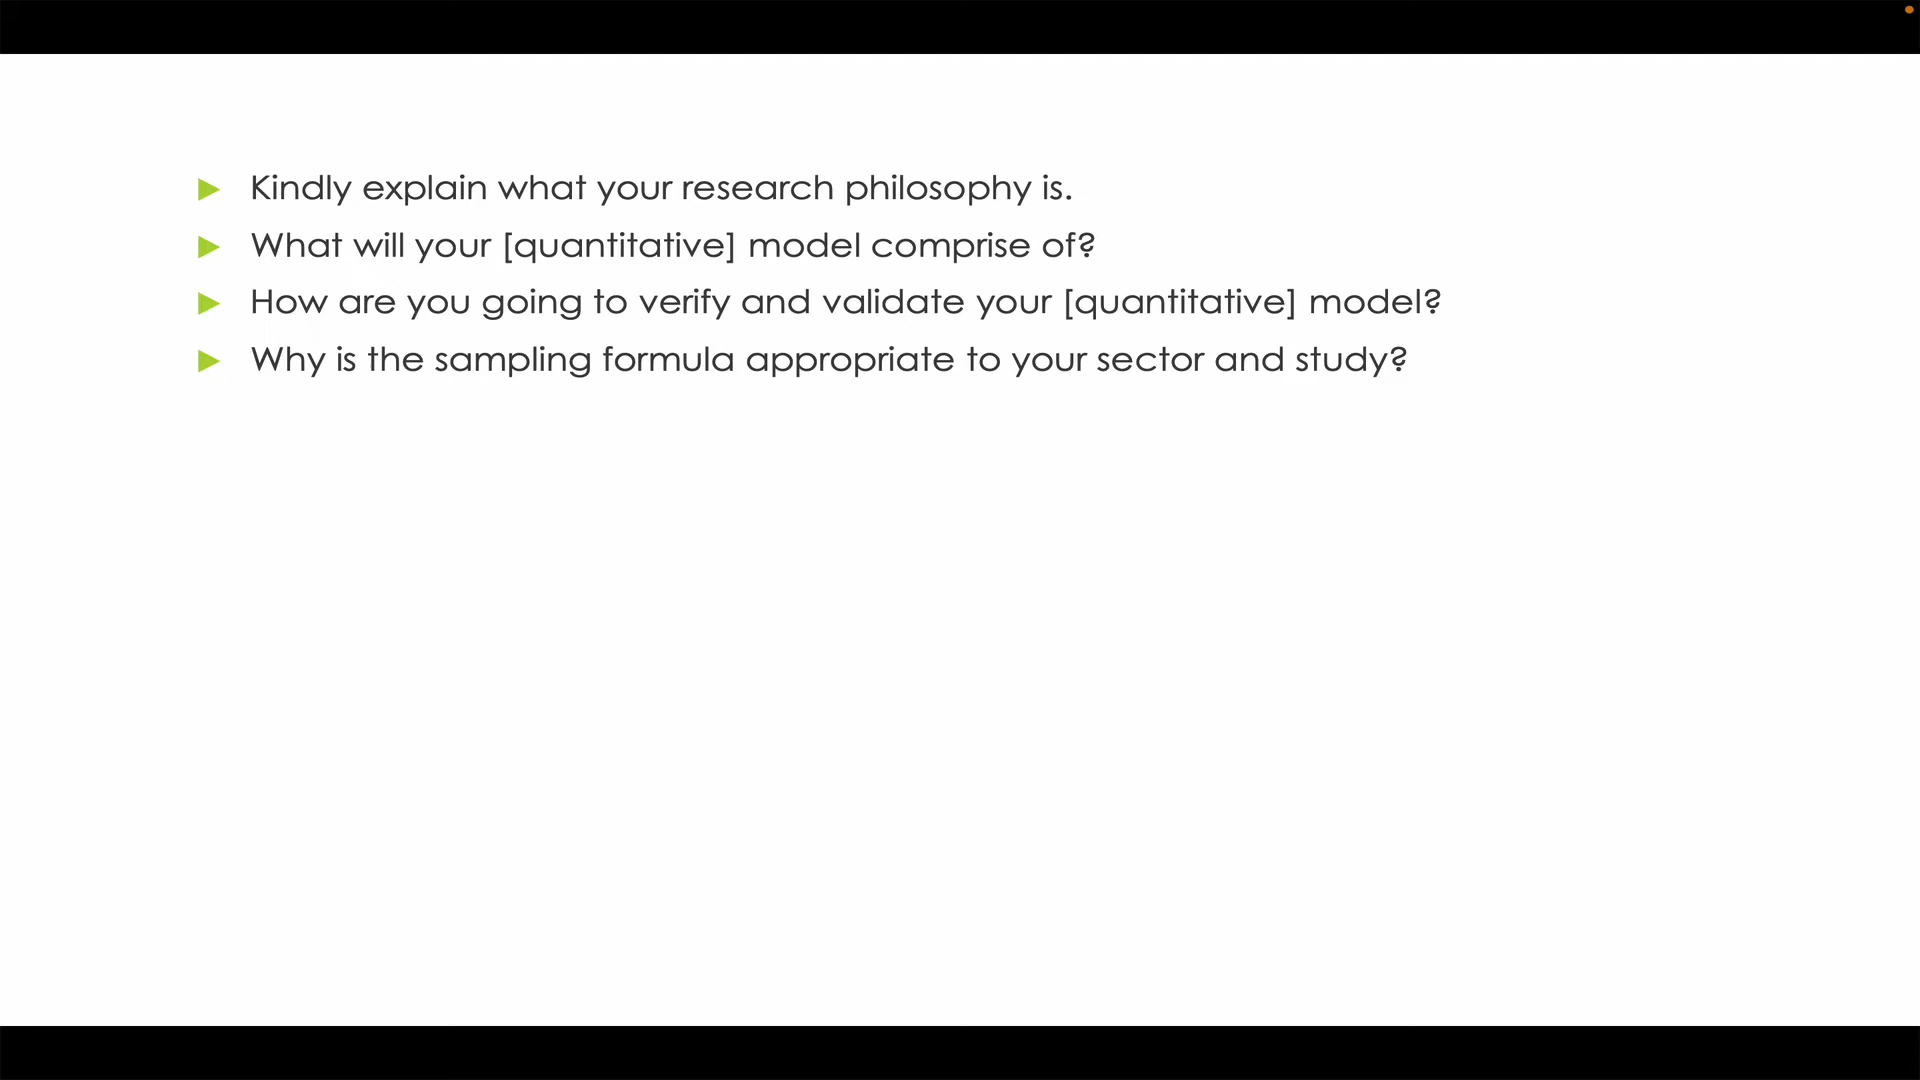 ► Kindly explain what your research philosophy is.
► What will your [quantitative] model comprise of?
► How are you going to verify and validate your [quantitative] model?
► Why is the sampling formula appropriate to your sector and study?